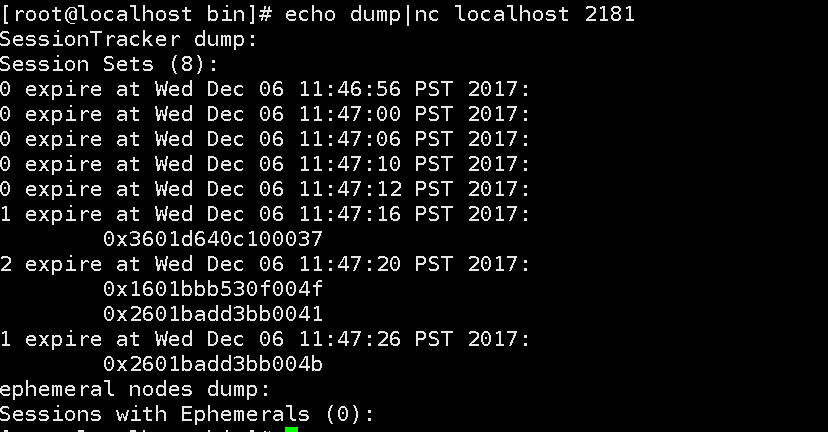 [root@localhost bin]# echo dump|nc localhost 2181
SessionTracker dump:
Session Sets (8):
0 expire at Wed Dec 06 11:46:56 PST 2017:
0 expire at Wed Dec 06 11:47:00 PST 2017:
0 expire at Wed Dec 06 11:47:06 PST 2017:
0 expire at Wed Dec 06 11:47:10 PST 2017:
0 expire at Wed Dec 06 11:47:12 PST 2017:
1 expire at Wed Dec 06 11:47:16 PST 2017:
0x3601d640c100037
2 expire at Wed Dec 06 11:47:20 PST 2017:
0x1601bbb530f004f
0x2601badd3bb0041
1 expire at Wed Dec 06 11:47:26 PST 2017:
0x2601badd3bb004b
ephemeral nodes dump:
Sessions with Ephemerals (0):